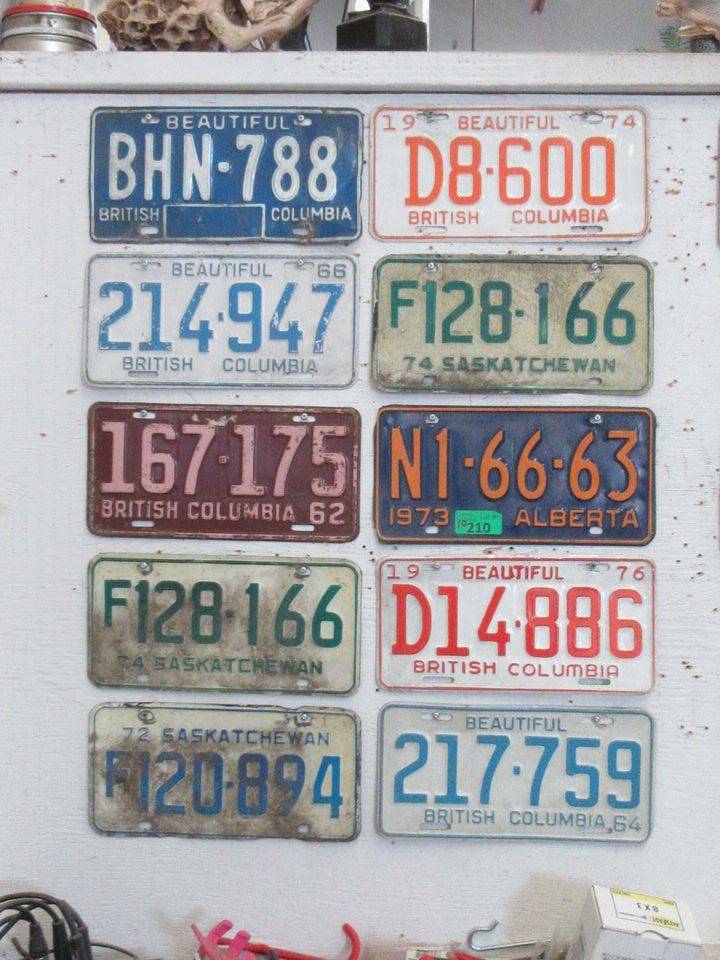 BEAUTIFUL
BHN·788
BRITISH COLUMBIA
19 BEAUTIFUL 74
D8·600
BRITISH COLUMBIA
BEAUTIFUL 66
214·947
BRITISH COLUMBIA
F128·166
74 SASKATCHEWAN
167·175
BRITISH COLUMBIA 62
N1·66·63
1973 ALBERTA
210
F128·166
74 SASKATCHEWAN
19 BEAUTIFUL 76
D14·886
BRITISH COLUMBIA
72 SASKATCHEWAN
F120·894
BEAUTIFUL
217·759
BRITISH COLUMBIA 64
8X3